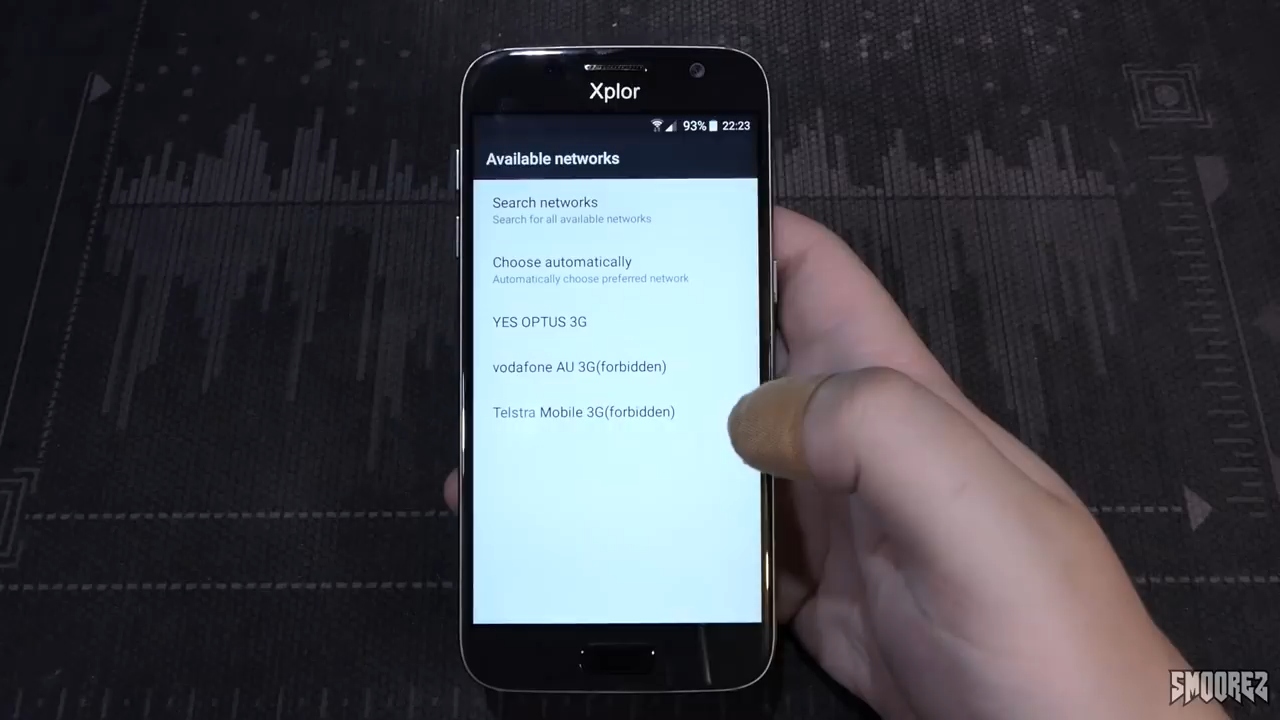 Xplor
93% 22:23
Available networks
Search networks
Search for all available networks
Choose automatically
Automatically choose preferred network
YES OPTUS 3G
vodafone AU 3G(forbidden)
Telstra Mobile 3G(forbidden)
SMOOREZ